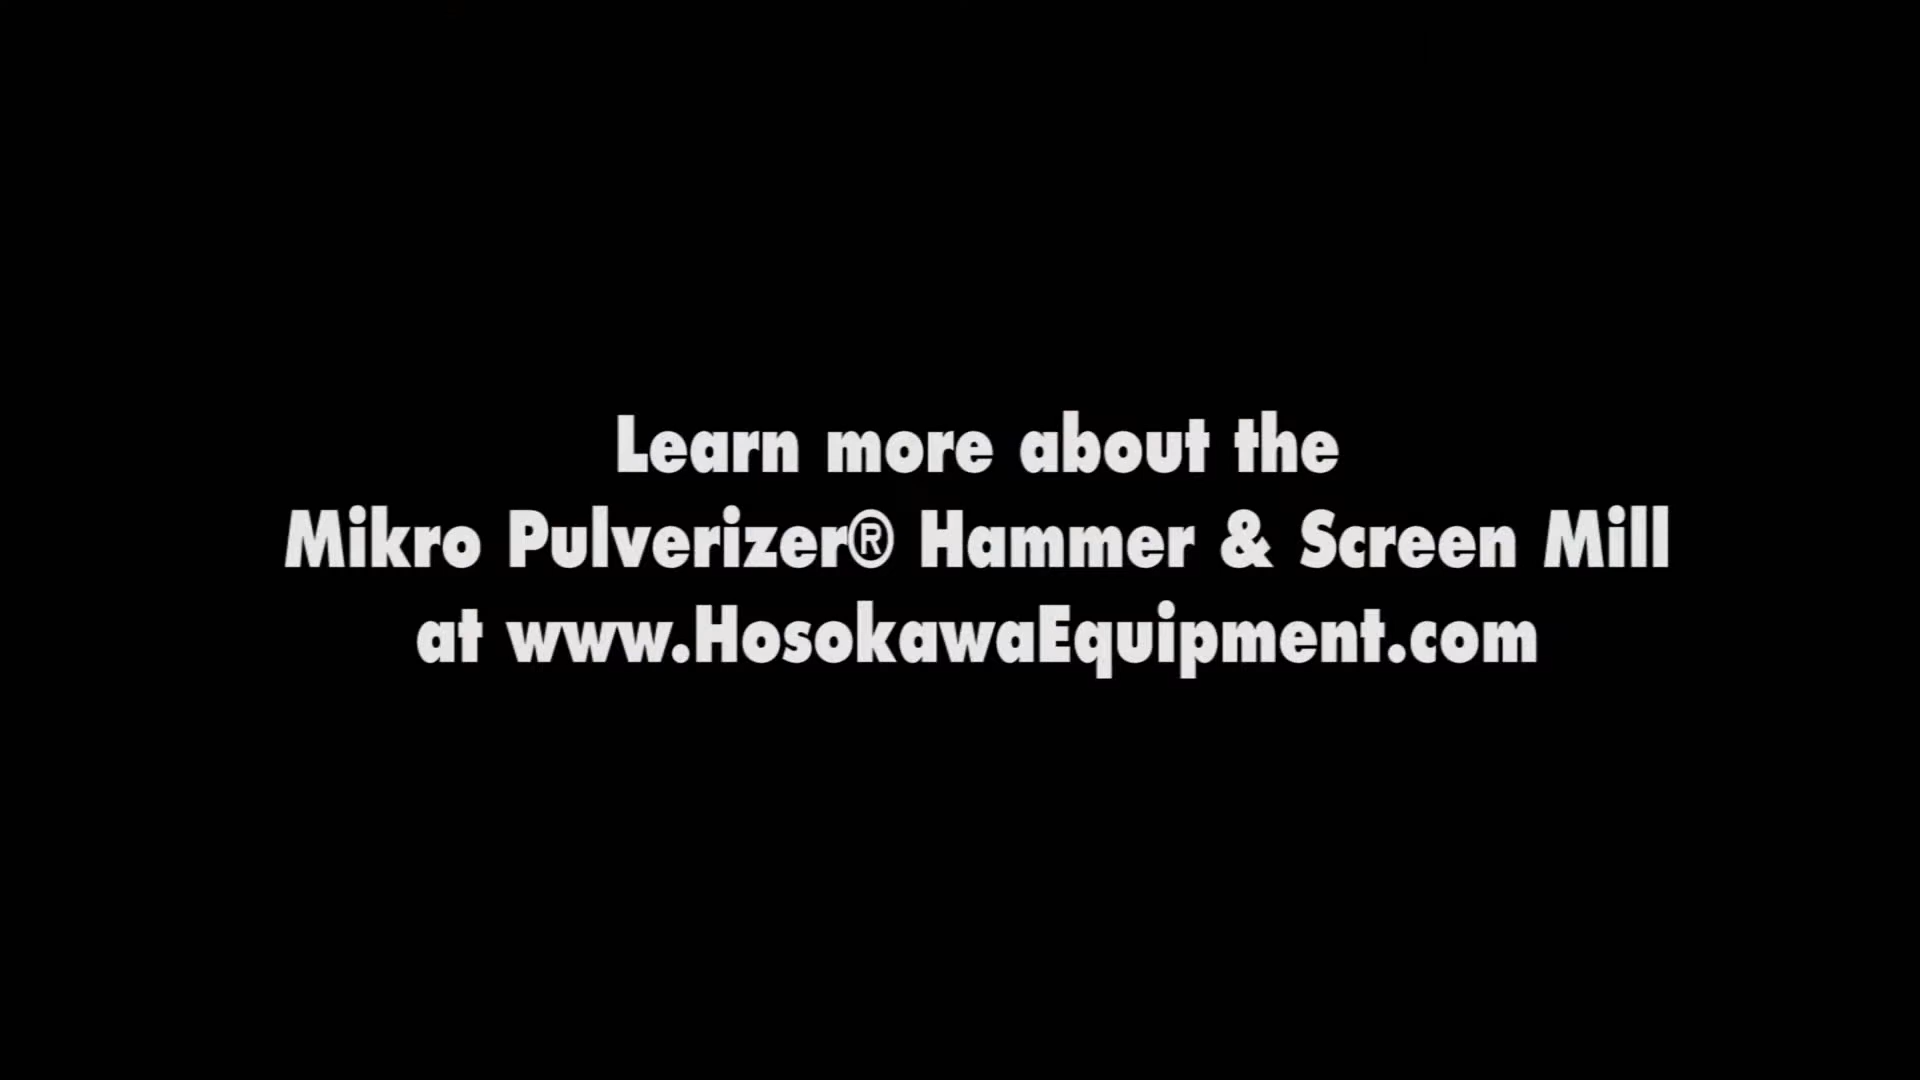 Learn more about the
Mikro Pulverizer® Hammer & Screen Mill
at www.HosokawaEquipment.com